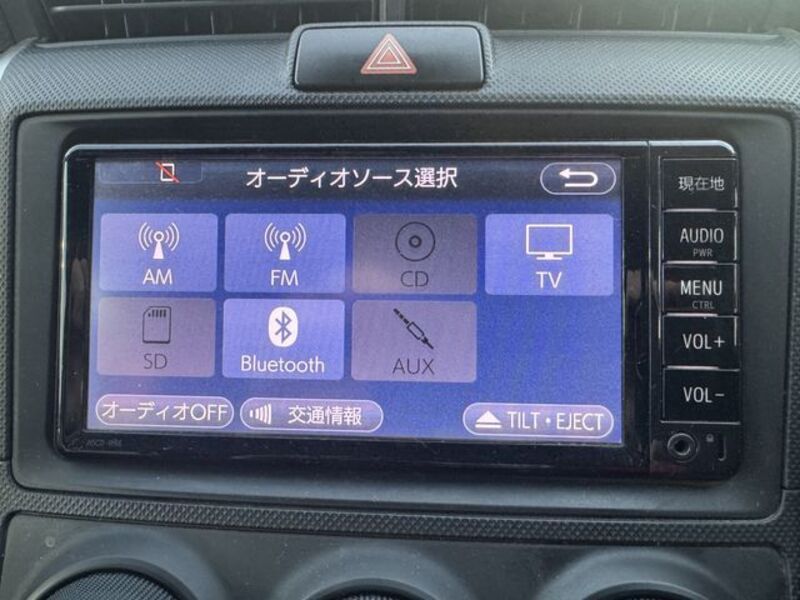 オーディオソース選択
AM
FM
CD
TV
SD
Bluetooth
AUX
オーディオOFF
交通情報
TILT・EJECT
現在地
AUDIO
PWR
MENU
CTRL
VOL+
VOL-